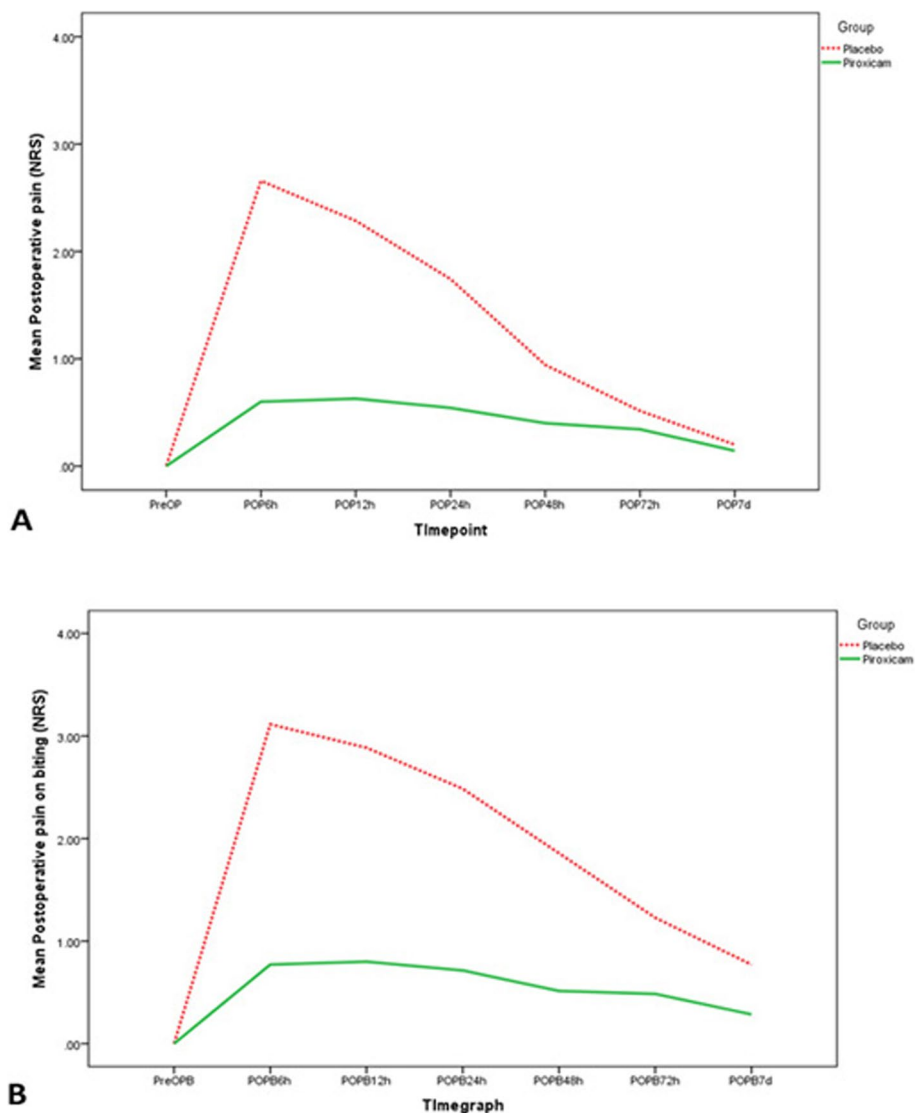 Group
Placebo
Piroxicam
4.00
3.00
2.00
1.00
.00
Mean Postoperative pain (NRS)
PreOP POP6h POP12h POP24h POP48h POP72h POP7d
TImepoint
A
Group
Placebo
Piroxicam
4.00
3.00
2.00
1.00
.00
Mean Postoperative pain on biting (NRS)
PreOPB POPB6h POPB12h POPB24h POPB48h POPB72h POPB7d
TImegraph
B